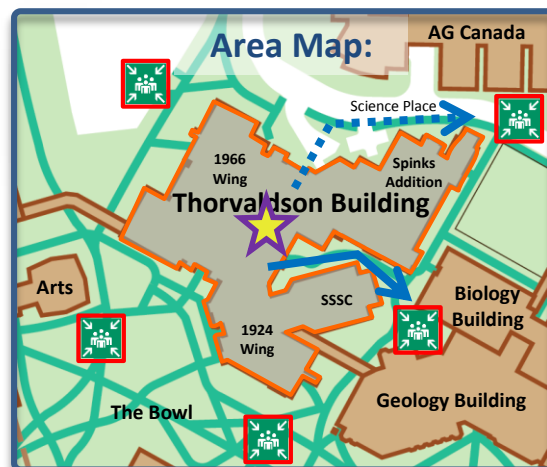 Area Map:
AG Canada
Science Place
1966
Wing
Spinks
Addition
Thorvaldson Building
Arts
SSSC
Biology
Building
1924
Wing
The Bowl
Geology Building